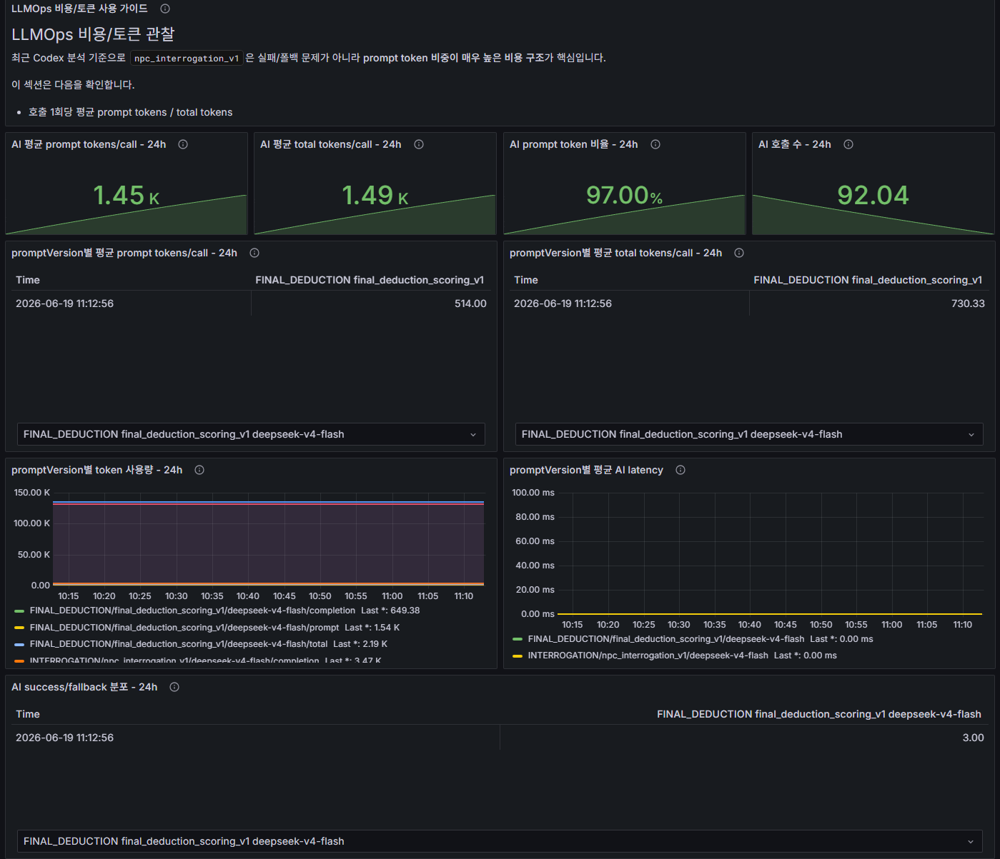 LLMOps 비용/토큰 사용 가이드
LLMOps 비용/토큰 관찰
최근 Codex 분석 기준으로 npc_interrogation_v1 은 실패/폴백 문제가 아니라 prompt token 비중이 매우 높은 비용 구조가 핵심입니다.
이 섹션은 다음을 확인합니다.
• 호출 1회당 평균 prompt tokens / total tokens
AI 평균 prompt tokens/call - 24h
1.45 K
AI 평균 total tokens/call - 24h
1.49 K
AI prompt token 비율 - 24h
97.00%
AI 호출 수 - 24h
92.04
promptVersion별 평균 prompt tokens/call - 24h
Time FINAL_DEDUCTION final_deduction_scoring_v1
2026-06-19 11:12:56 514.00
FINAL_DEDUCTION final_deduction_scoring_v1 deepseek-v4-flash
promptVersion별 평균 total tokens/call - 24h
Time FINAL_DEDUCTION final_deduction_scoring_v1
2026-06-19 11:12:56 730.33
FINAL_DEDUCTION final_deduction_scoring_v1 deepseek-v4-flash
promptVersion별 token 사용량 - 24h
150.00 K
100.00 K
50.00 K
0.00
10:15 10:20 10:25 10:30 10:35 10:40 10:45 10:50 10:55 11:00 11:05 11:10
FINAL_DEDUCTION/final_deduction_scoring_v1/deepseek-v4-flash/completion Last *: 649.38
FINAL_DEDUCTION/final_deduction_scoring_v1/deepseek-v4-flash/prompt Last *: 1.54 K
FINAL_DEDUCTION/final_deduction_scoring_v1/deepseek-v4-flash/total Last *: 2.19 K
INTERROGATION/npc_interrogation_v1/deepseek-v4-flash/completion Last *: 3.47 K
promptVersion별 평균 AI latency
100.00 ms
80.00 ms
60.00 ms
40.00 ms
20.00 ms
0.00 ms
10:15 10:20 10:25 10:30 10:35 10:40 10:45 10:50 10:55 11:00 11:05 11:10
FINAL_DEDUCTION/final_deduction_scoring_v1/deepseek-v4-flash Last *: 0.00 ms
INTERROGATION/npc_interrogation_v1/deepseek-v4-flash Last *: 0.00 ms
AI success/fallback 분포 - 24h
Time FINAL_DEDUCTION final_deduction_scoring_v1 deepseek-v4-flash
2026-06-19 11:12:56 3.00
FINAL_DEDUCTION final_deduction_scoring_v1 deepseek-v4-flash